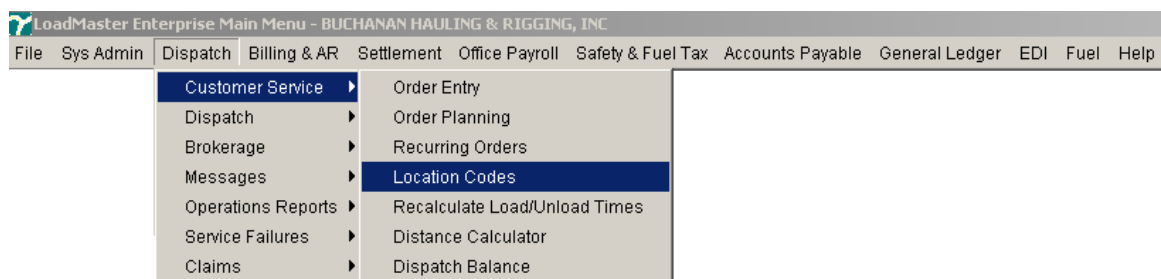 LoadMaster Enterprise Main Menu - BUCHANAN HAULING & RIGGING, INC
File Sys Admin Dispatch Billing & AR Settlement Office Payroll Safety & Fuel Tax Accounts Payable General Ledger EDI Fuel Help
Customer Service Order Entry
Dispatch Order Planning
Brokerage Recurring Orders
Messages Location Codes
Operations Reports Recalculate Load/Unload Times
Service Failures Distance Calculator
Claims Dispatch Balance